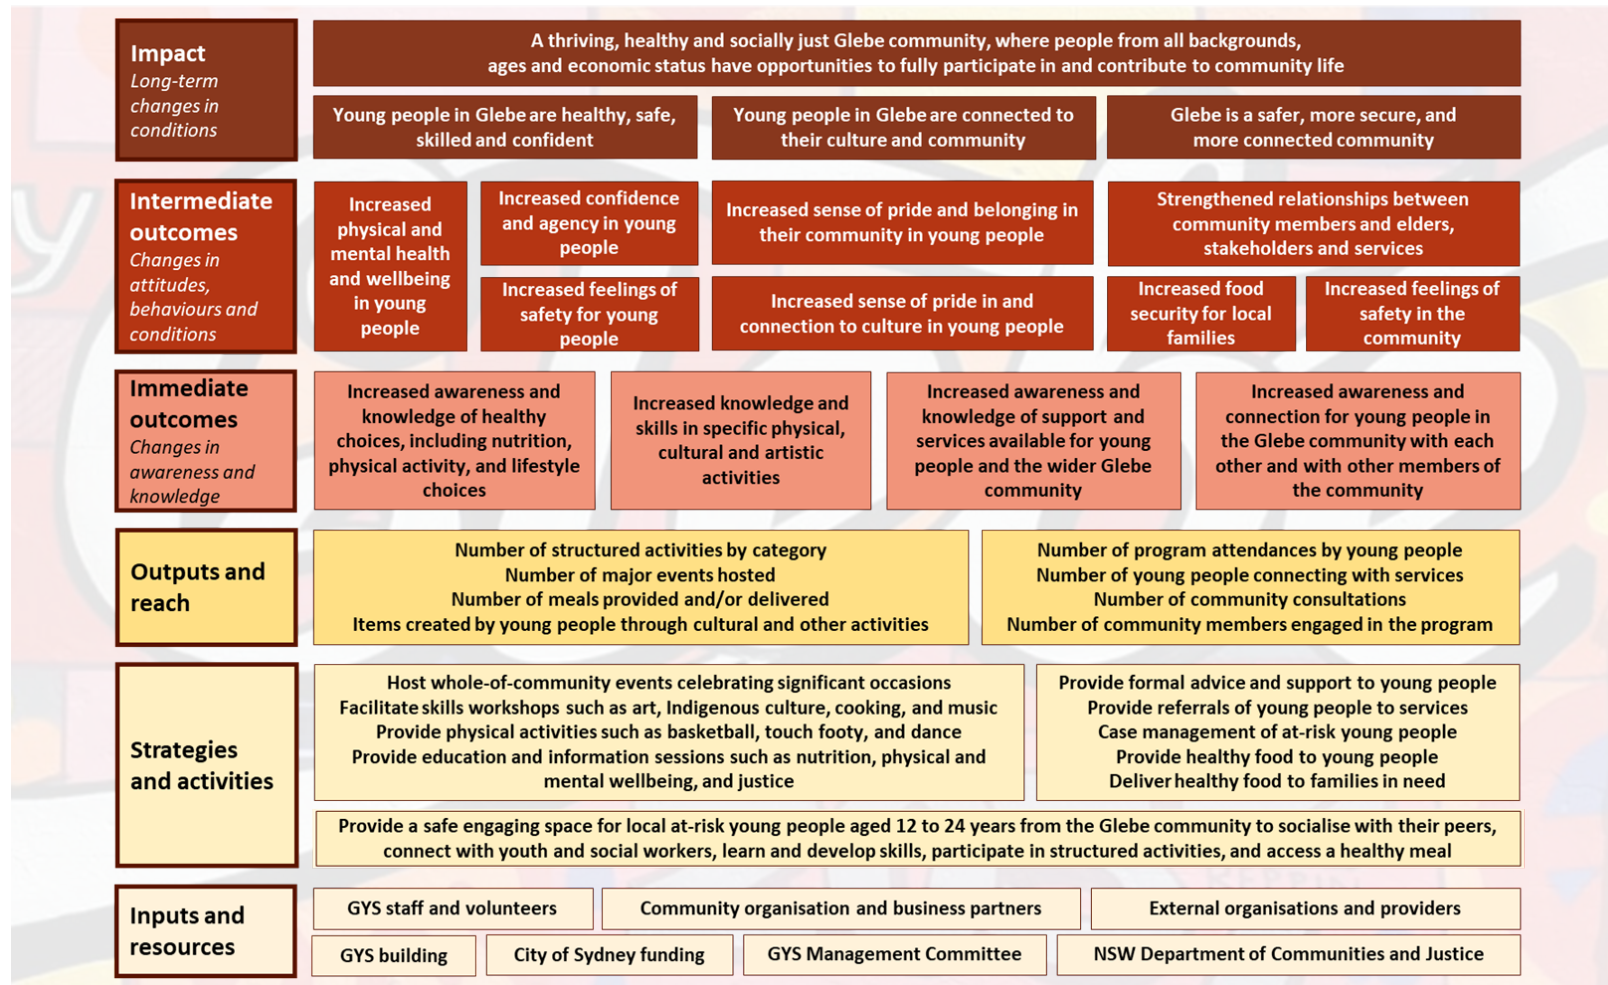 Impact
Long-term
changes in
conditions
A thriving, healthy and socially just Glebe community, where people from all backgrounds,
ages and economic status have opportunities to fully participate in and contribute to community life
Young people in Glebe are healthy, safe,
skilled and confident
Young people in Glebe are connected to
their culture and community
Glebe is a safer, more secure, and
more connected community
Intermediate
outcomes
Changes in
attitudes,
behaviours and
conditions
Increased
physical and
mental health
and wellbeing
in young
people
Increased confidence
and agency in young
people
Increased feelings of
safety for young
people
Increased sense of pride and belonging in
their community in young people
Increased sense of pride in and
connection to culture in young people
Strengthened relationships between
community members and elders,
stakeholders and services
Increased food
security for local
families
Increased feelings of
safety in the
community
Immediate
outcomes
Changes in
awareness and
knowledge
Increased awareness and
knowledge of healthy
choices, including nutrition,
physical activity, and lifestyle
choices
Increased knowledge and
skills in specific physical,
cultural and artistic
activities
Increased awareness and
knowledge of support and
services available for young
people and the wider Glebe
community
Increased awareness and
connection for young people in
the Glebe community with each
other and with other members of
the community
Outputs and
reach
Number of structured activities by category
Number of major events hosted
Number of meals provided and/or delivered
Items created by young people through cultural and other activities
Number of program attendances by young people
Number of young people connecting with services
Number of community consultations
Number of community members engaged in the program
Strategies
and activities
Host whole-of-community events celebrating significant occasions
Facilitate skills workshops such as art, Indigenous culture, cooking, and music
Provide physical activities such as basketball, touch footy, and dance
Provide education and information sessions such as nutrition, physical and
mental wellbeing, and justice
Provide formal advice and support to young people
Provide referrals of young people to services
Case management of at-risk young people
Provide healthy food to young people
Deliver healthy food to families in need
Provide a safe engaging space for local at-risk young people aged 12 to 24 years from the Glebe community to socialise with their peers,
connect with youth and social workers, learn and develop skills, participate in structured activities, and access a healthy meal
Inputs and
resources
GYS staff and volunteers
Community organisation and business partners
External organisations and providers
GYS building
City of Sydney funding
GYS Management Committee
NSW Department of Communities and Justice